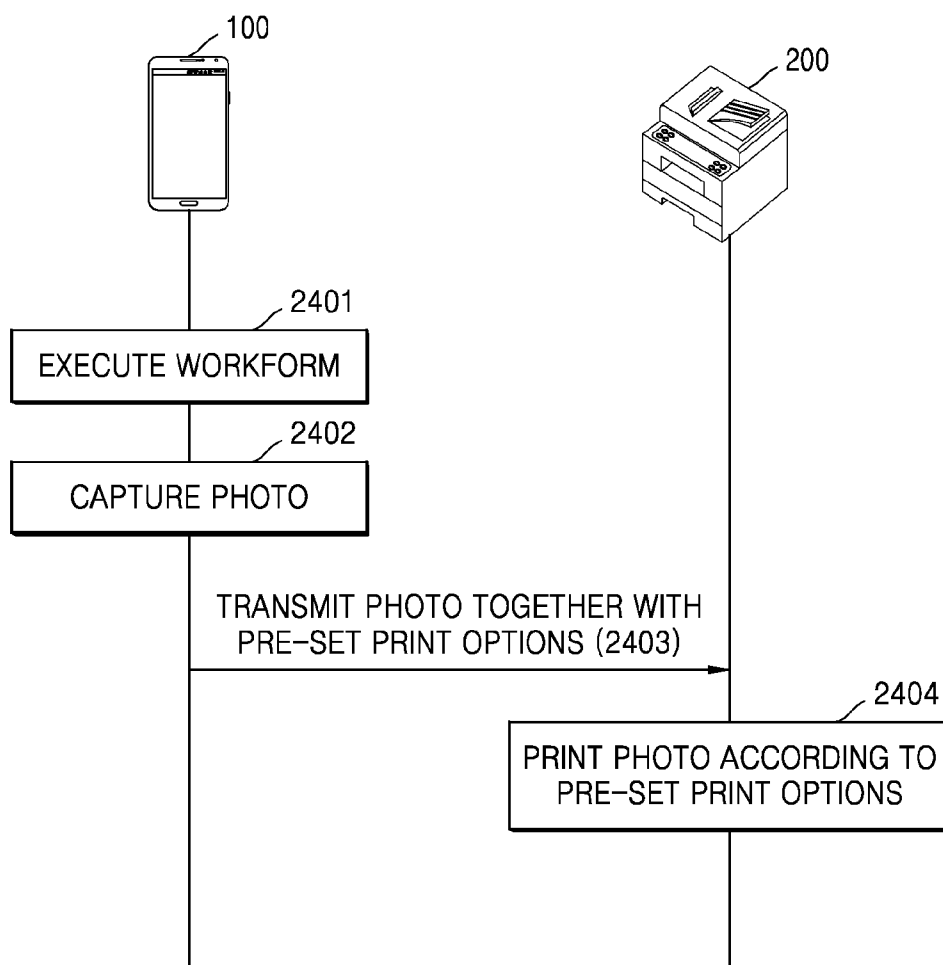 100
200
2401
EXECUTE WORKFORM
2402
CAPTURE PHOTO
TRANSMIT PHOTO TOGETHER WITH
PRE-SET PRINT OPTIONS (2403)
2404
PRINT PHOTO ACCORDING TO
PRE-SET PRINT OPTIONS